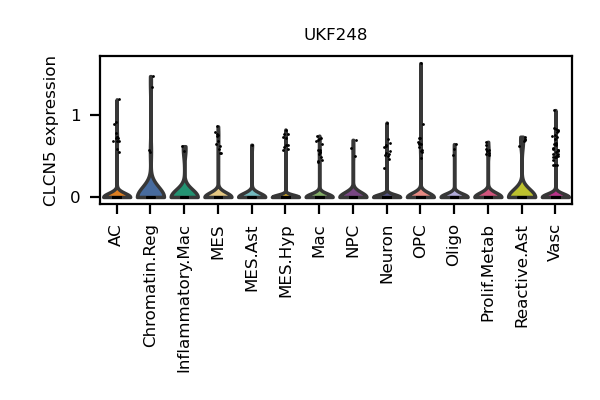 UKF248
CLCN5 expression
1
0
AC
Chromatin.Reg
Inflammatory.Mac
MES
MES.Ast
MES.Hyp
Mac
NPC
Neuron
OPC
Oligo
Prolif.Metab
Reactive.Ast
Vasc